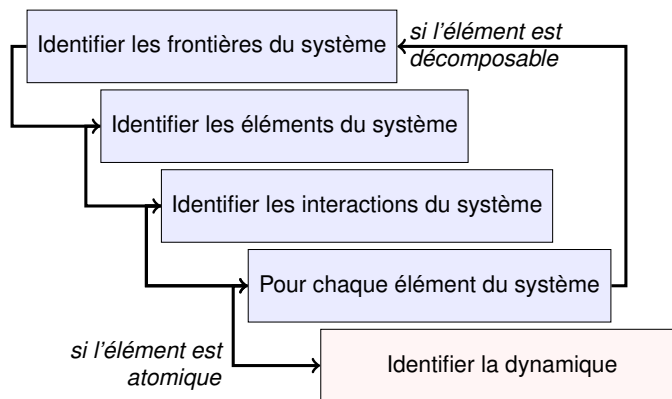 Identifier les frontières du système
si l'élément est
décomposable
Identifier les éléments du système
Identifier les interactions du système
Pour chaque élément du système
si l'élément est
atomique
Identifier la dynamique